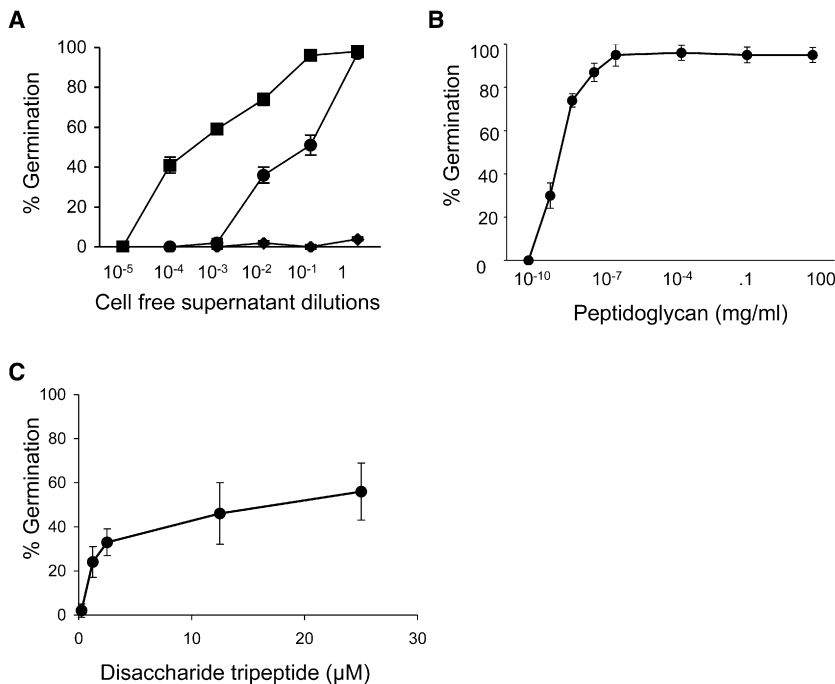 A
100
80
60
40
20
0
% Germination
10-5 10-4 10-3 10-2 10-1 1
Cell free supernatant dilutions
B
100
80
60
40
20
0
% Germination
10-10 10-7 10-4 .1 100
Peptidoglycan (mg/ml)
C
100
80
60
40
20
0
% Germination
0 10 20 30
Disaccharide tripeptide (µM)